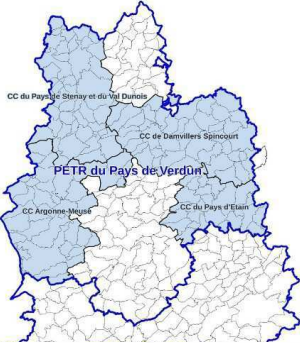 CC du Pays de Stenay et du Val Dunois
CC de Damvillers Spincourt
PETR du Pays de Verdun
CC Argonne-Meuse
CC du Pays d'Etain